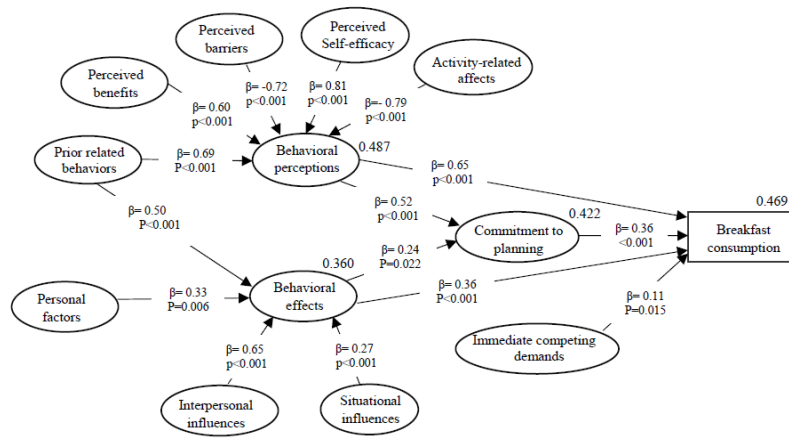 Perceived
barriers
Perceived
Self-efficacy
Activity-related
affects
Perceived
benefits
β= -0.72
p<0.001
β= 0.81
p<0.001
β=- 0.79
p<0.001
β= 0.60
p<0.001
Prior related
behaviors
β= 0.69
P<0.001
Behavioral
perceptions
0.487
β= 0.65
p<0.001
β= 0.50
P<0.001
β= 0.52
p<0.001
Commitment to
planning
0.422
β= 0.36
<0.001
0.469
Breakfast
consumption
β= 0.24
P=0.022
0.360
Behavioral
effects
β= 0.36
P<0.001
Personal
factors
β= 0.33
P=0.006
β= 0.11
P=0.015
Immediate competing
demands
β= 0.65
p<0.001
β= 0.27
p<0.001
Interpersonal
influences
Situational
influences